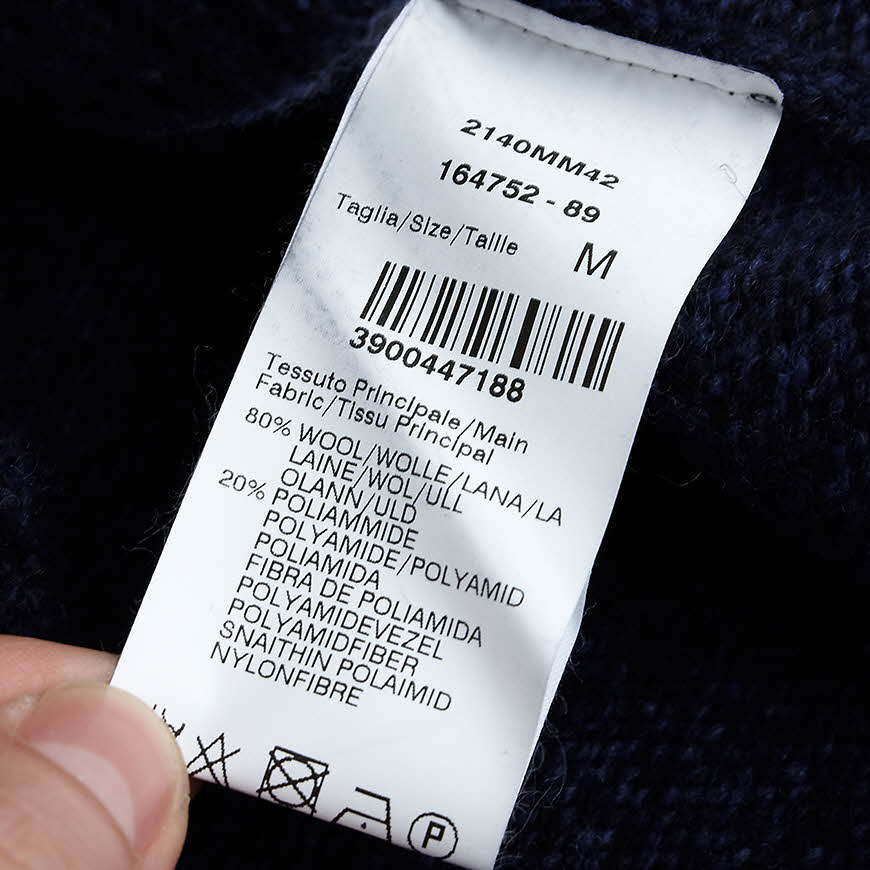 2140MM42
164752 - 89
Taglia/Size/Taille M
3900447188
Tessuto Principale/Main
Fabric/Tissu Principal
80% WOOL/WOLLE/LANA/LA
LAINE/WOL/ULL
OLANN/ULD
20% POLIAMMIDE
POLYAMIDE/POLYAMID
POLIAMIDA
FIBRA DE POLIAMIDA
POLYAMIDEVEZEL
POLYAMIDFIBER
SNAITHIN POLAIMID
NYLONFIBRE
P